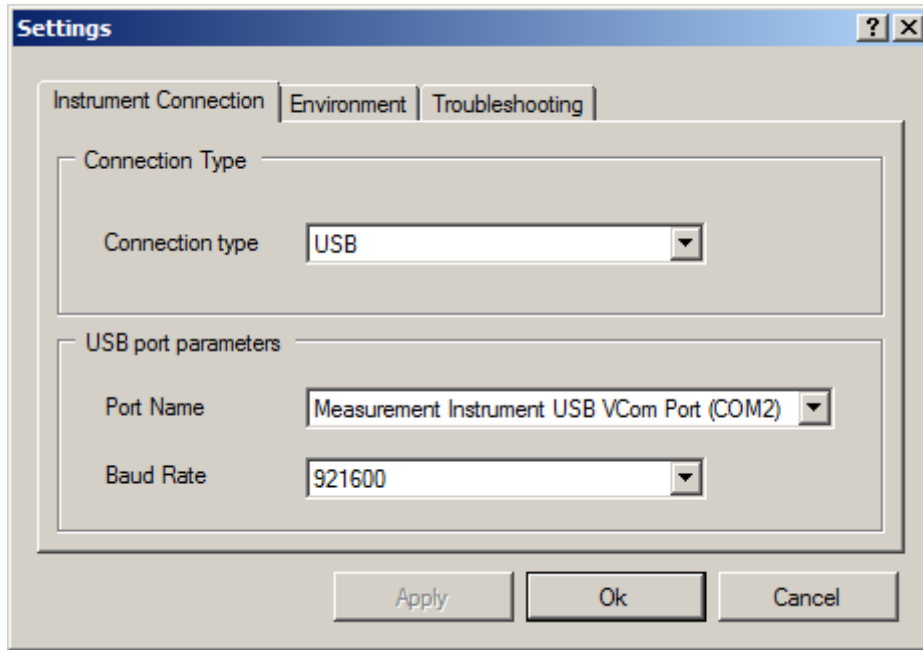 Settings
Instrument Connection Environment Troubleshooting
Connection Type
Connection type USB
USB port parameters
Port Name Measurement Instrument USB VCom Port (COM2)
Baud Rate 921600
Apply Ok Cancel